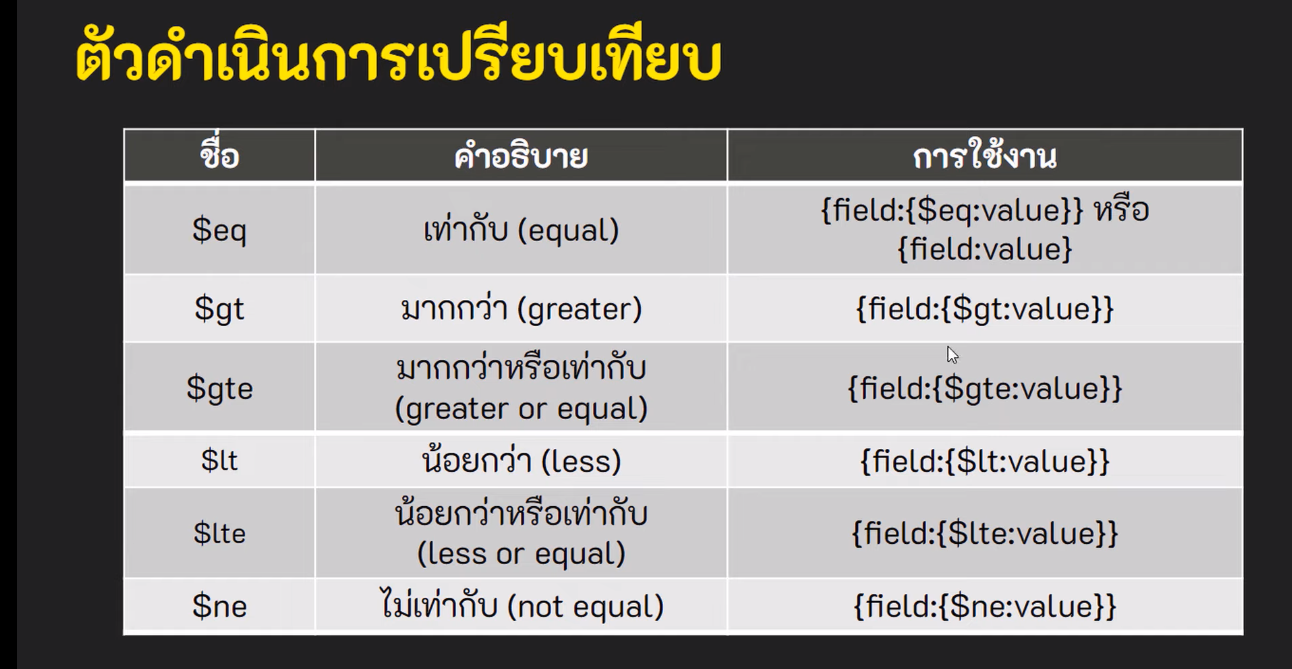 ตัวดำเนินการเปรียบเทียบ
ชื่อ
คำอธิบาย
การใช้งาน
$eq
เท่ากับ (equal)
{field:{$eq:value}} หรือ
{field:value}
$gt
มากกว่า (greater)
{field:{$gt:value}}
$gte
มากกว่าหรือเท่ากับ
(greater or equal)
{field:{$gte:value}}
$lt
น้อยกว่า (less)
{field:{$lt:value}}
$lte
น้อยกว่าหรือเท่ากับ
(less or equal)
{field:{$lte:value}}
$ne
ไม่เท่ากับ (not equal)
{field:{$ne:value}}